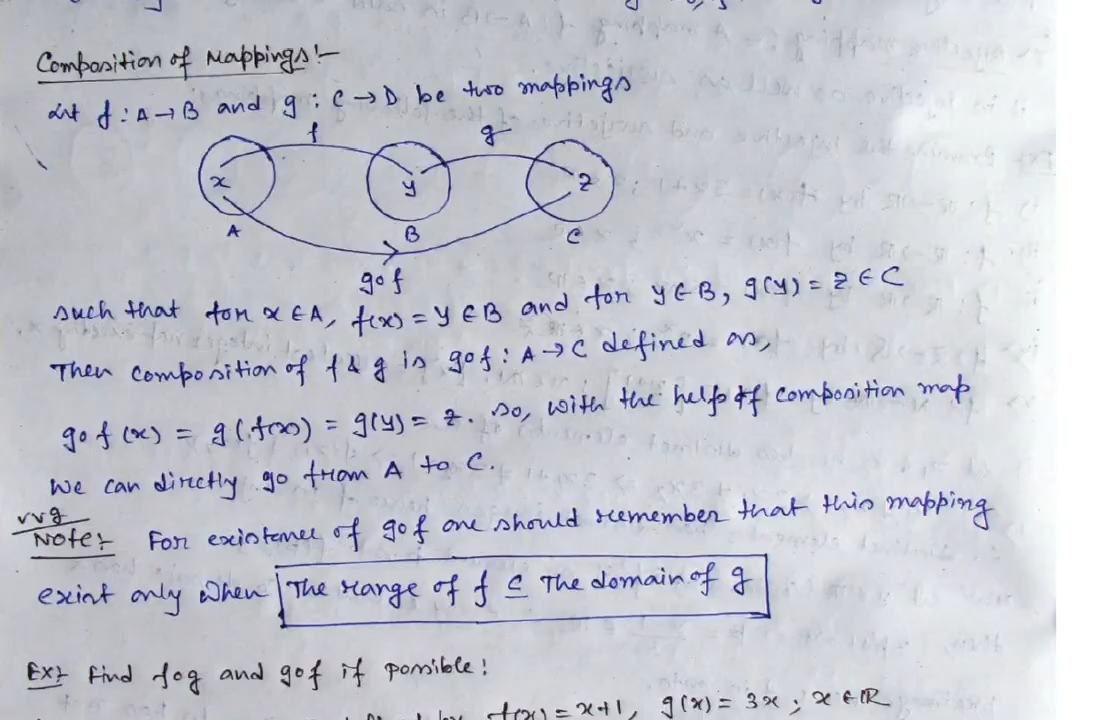 Composition of Mappings:-
Let f : A → B and g : C → D be two mappings
f g
x y z
A B C
gof
such that for x ∈ A, f(x) = y ∈ B and for y ∈ B, g(y) = z ∈ C
Then composition of f & g is gof : A → C defined as,
gof (x) = g(f(x)) = g(y) = z. so, with the help of composition map
we can directly go from A to C.
Note:- For existence of gof one should remember that this mapping
exist only when The range of f ⊆ The domain of g
Ex:- Find fog and gof if possible!
f(x) = x+1, g(x) = 3x ; x ∈ ℝ